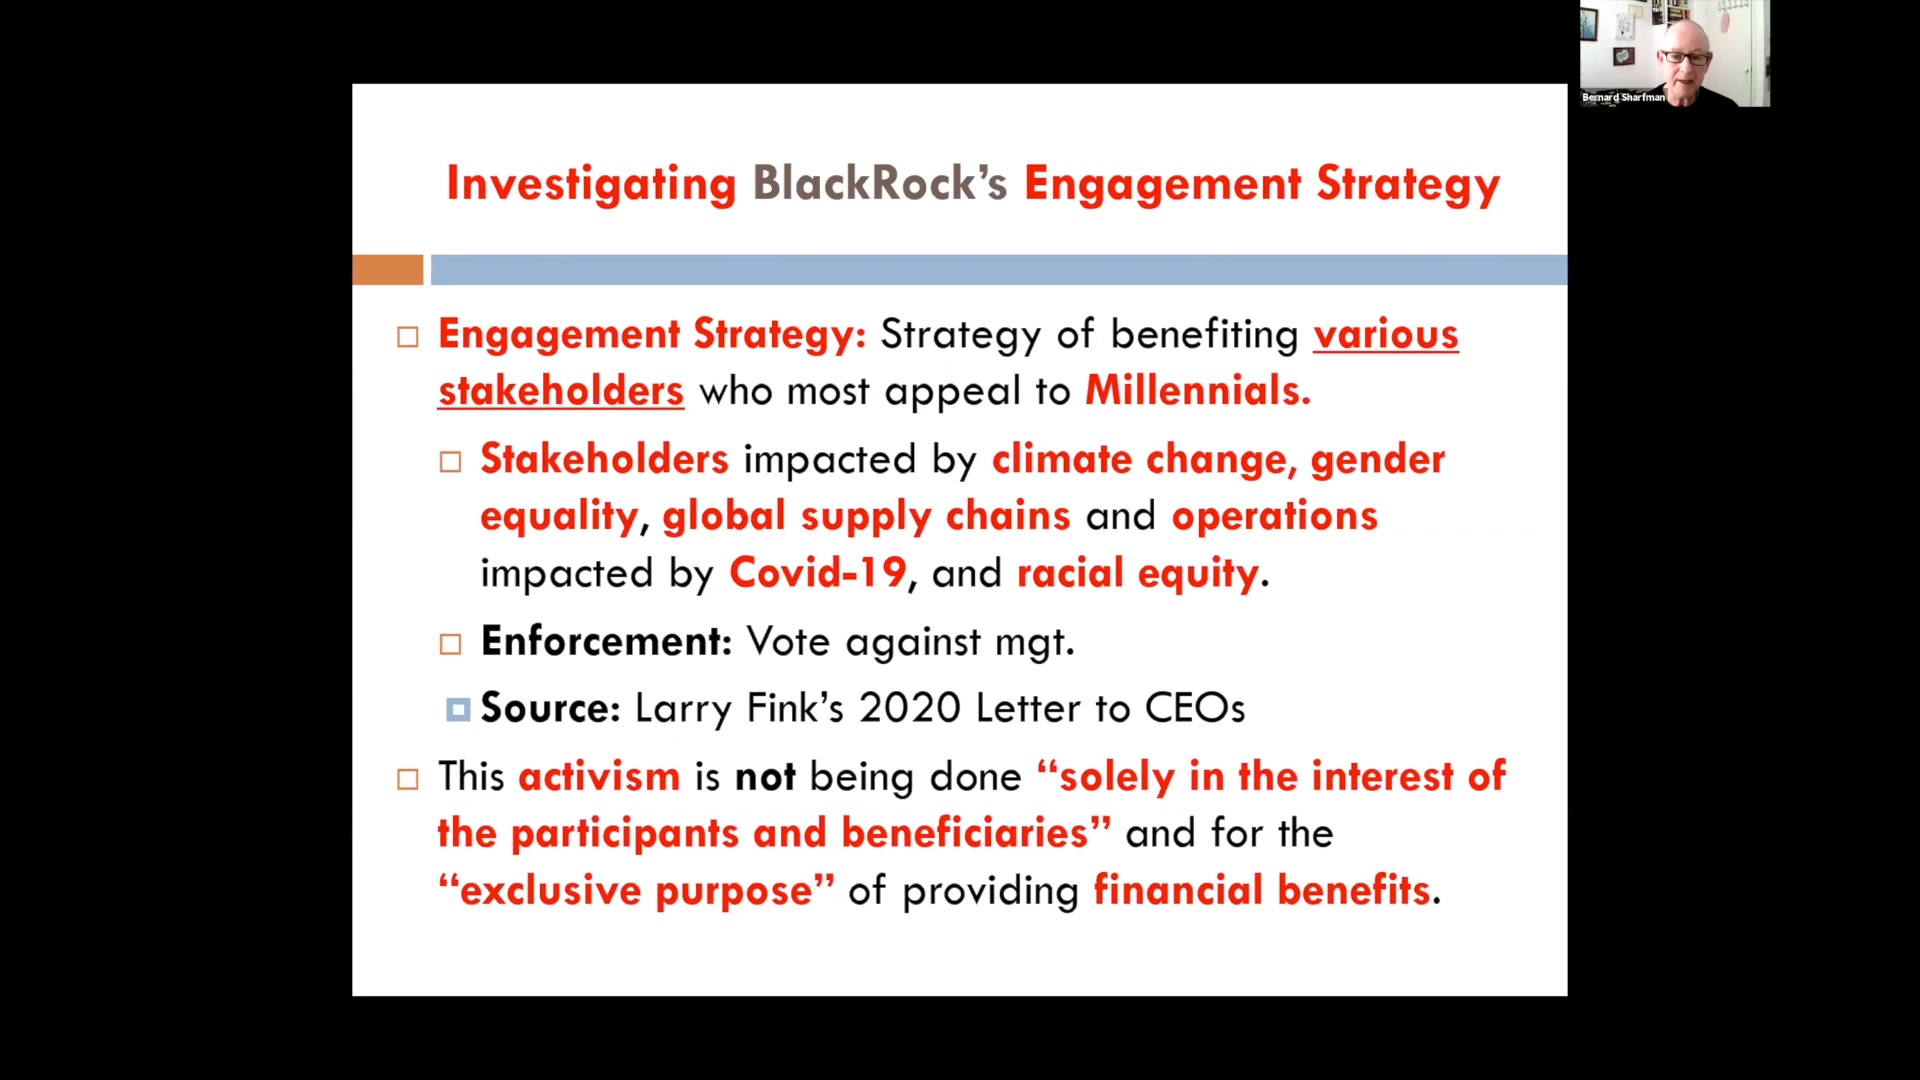 Bernard Sharfman
Investigating BlackRock’s Engagement Strategy
Engagement Strategy: Strategy of benefiting various
stakeholders who most appeal to Millennials.
Stakeholders impacted by climate change, gender
equality, global supply chains and operations
impacted by Covid-19, and racial equity.
Enforcement: Vote against mgt.
Source: Larry Fink’s 2020 Letter to CEOs
This activism is not being done “solely in the interest of
the participants and beneficiaries” and for the
“exclusive purpose” of providing financial benefits.